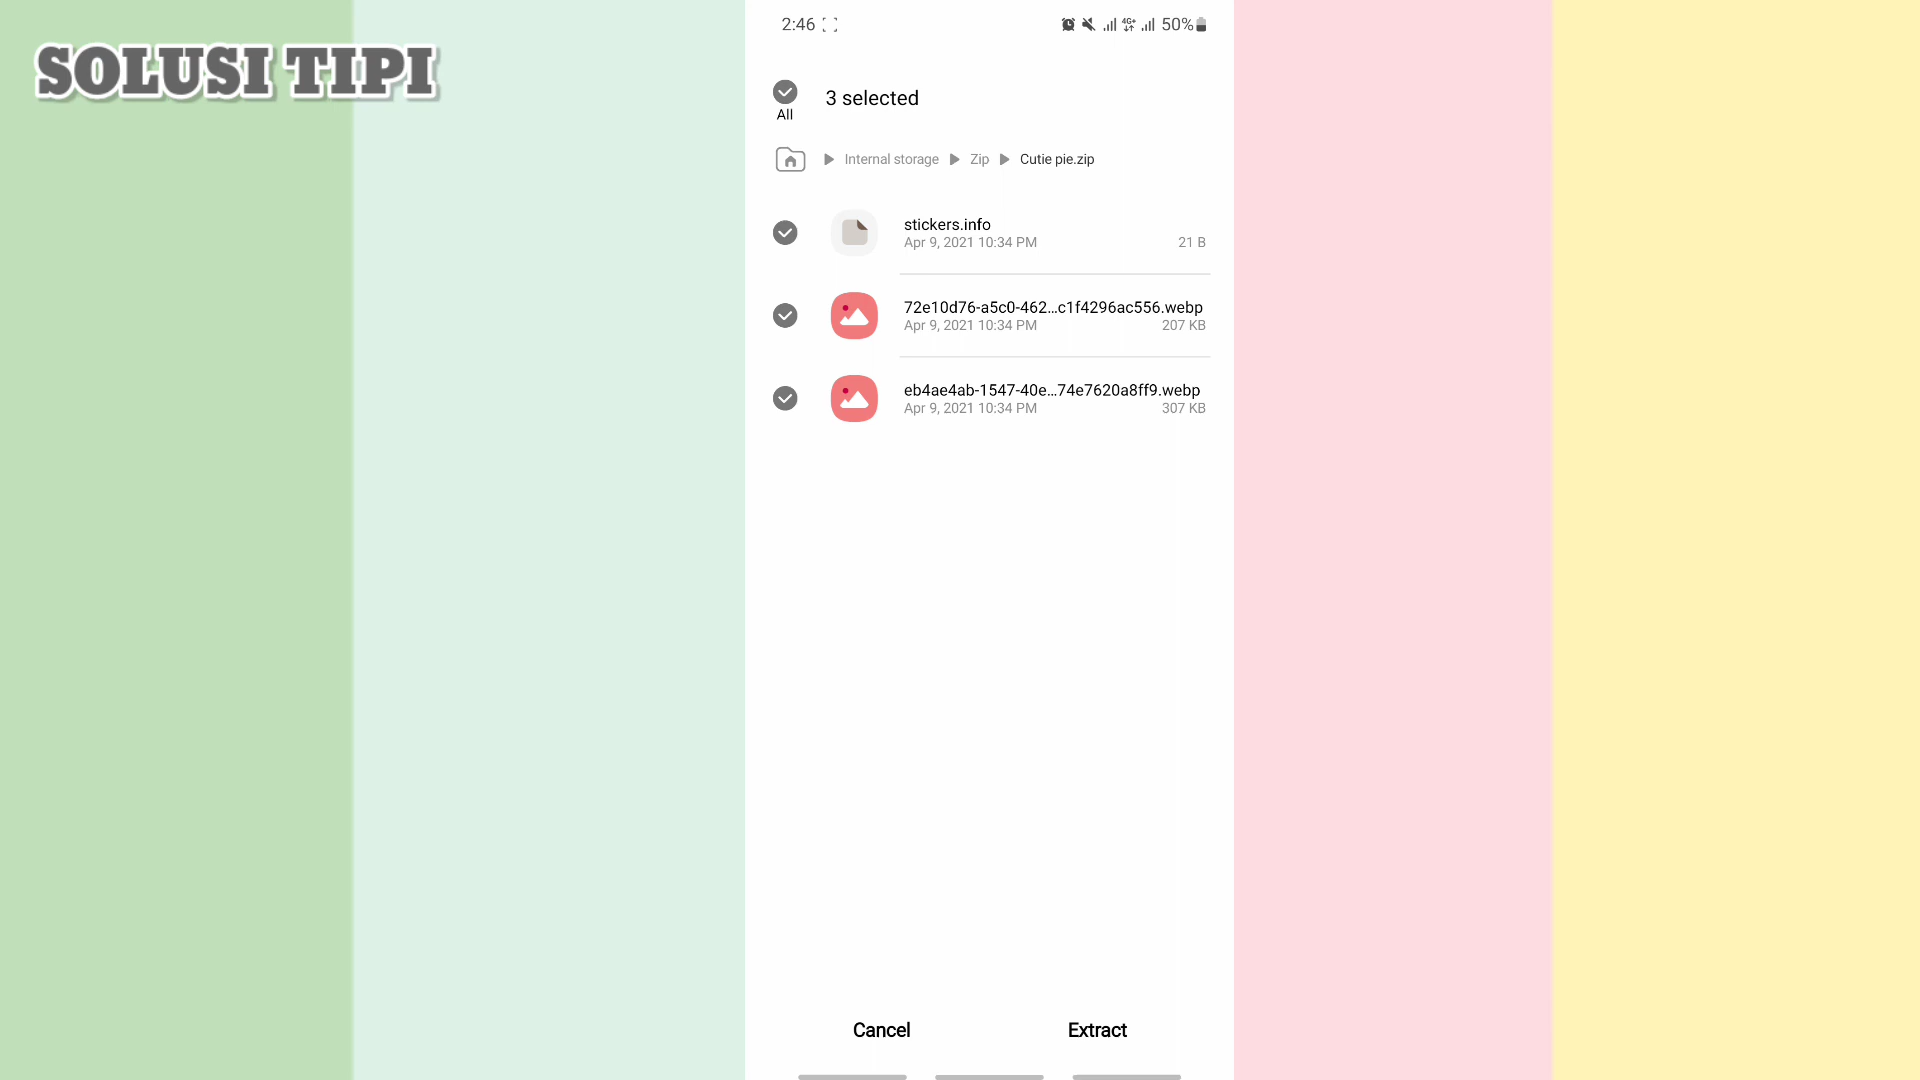 SOLUSI TIPI
2:46
4G+ 50%
All
3 selected
Internal storage Zip Cutie pie.zip
stickers.info
Apr 9, 2021 10:34 PM 21 B
72e10d76-a5c0-462...c1f4296ac556.webp
Apr 9, 2021 10:34 PM 207 KB
eb4ae4ab-1547-40e...74e7620a8ff9.webp
Apr 9, 2021 10:34 PM 307 KB
Cancel Extract